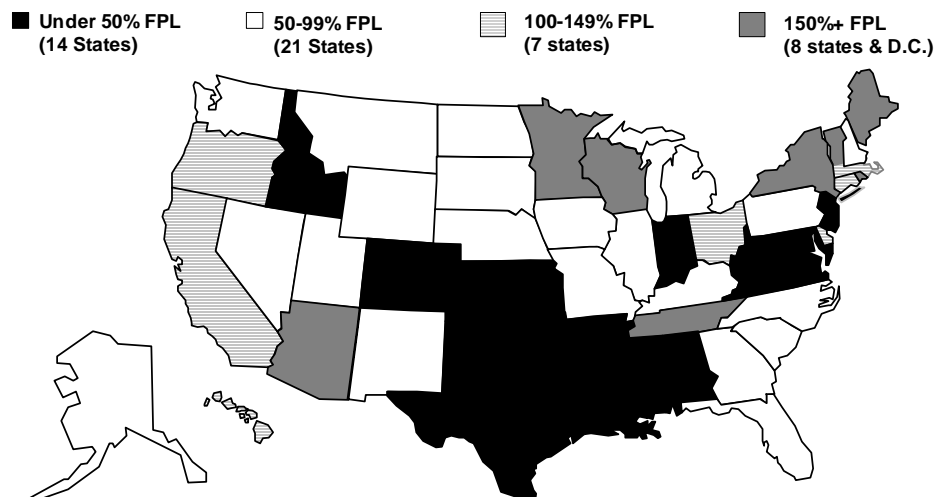 Under 50% FPL
(14 States)
50-99% FPL
(21 States)
100-149% FPL
(7 states)
150%+ FPL
(8 states & D.C.)